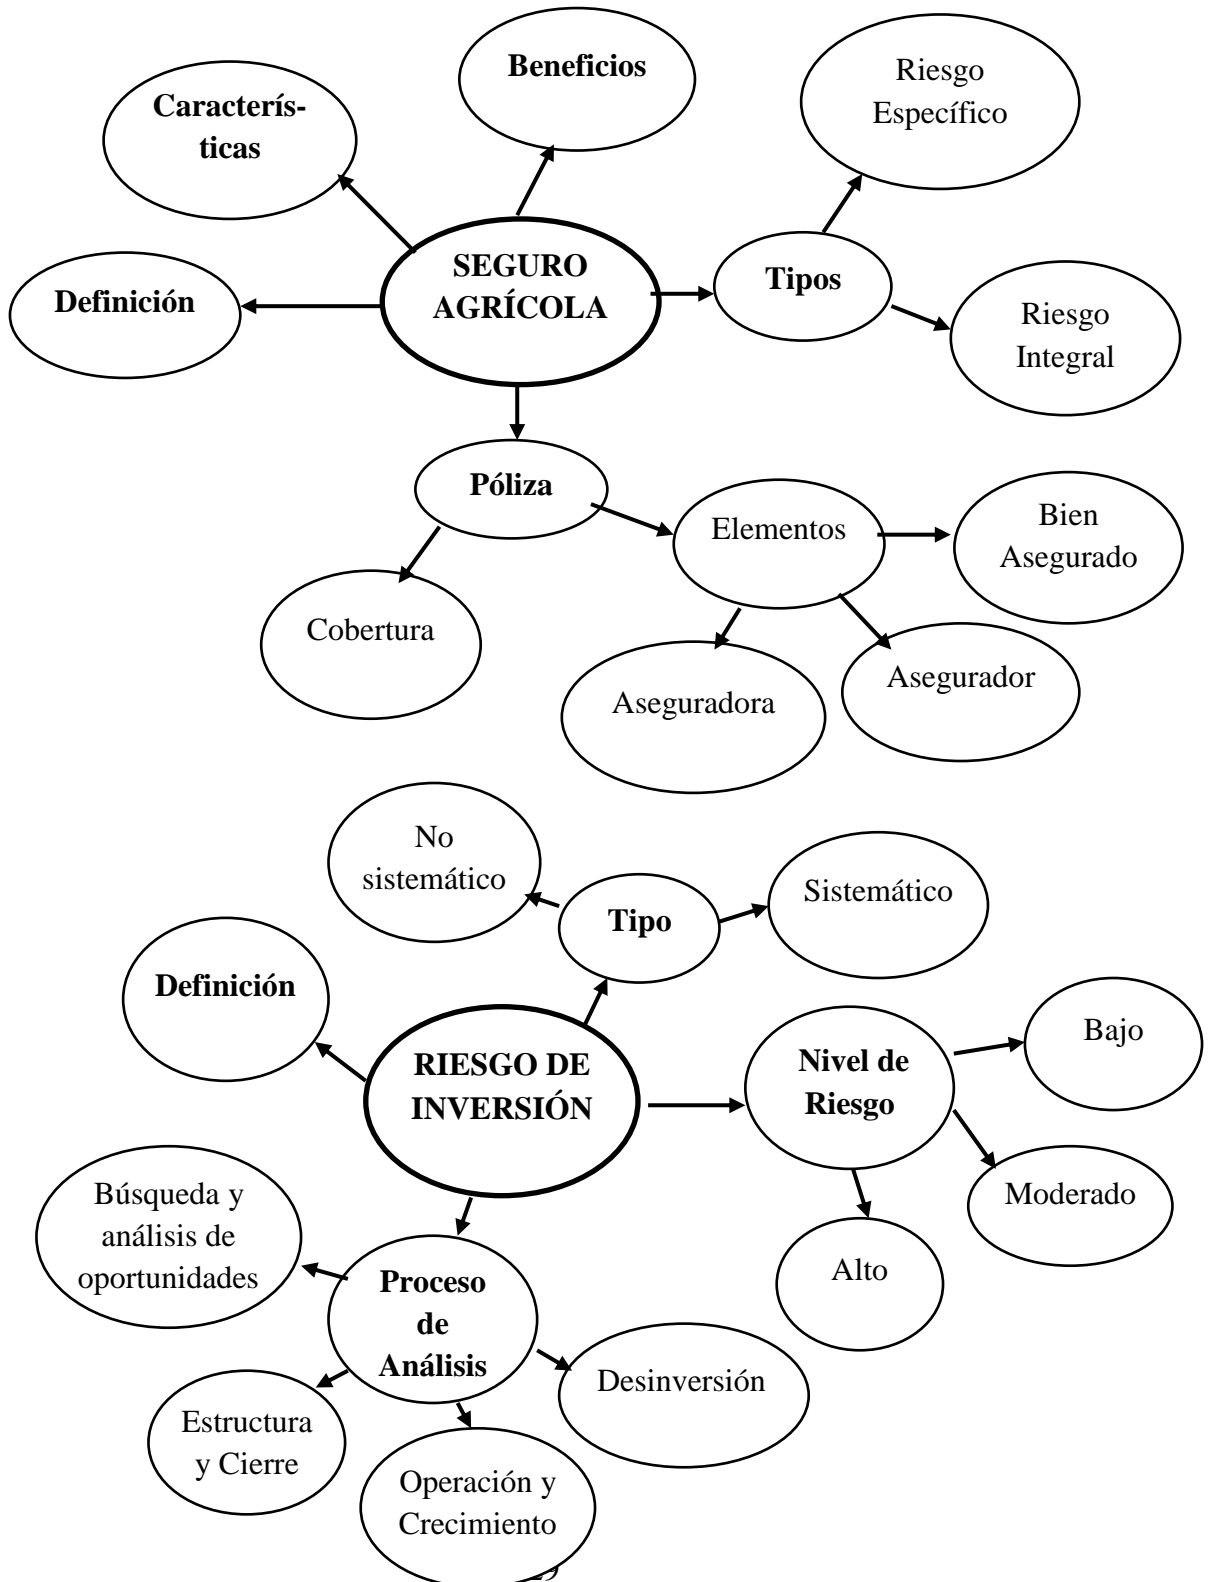 Beneficios
Riesgo
Específico
Caracterís-
ticas
SEGURO
AGRÍCOLA
Tipos
Definición
Riesgo
Integral
Póliza
Elementos
Bien
Asegurado
Cobertura
Aseguradora
Asegurador
No
sistemático
Tipo
Sistemático
Definición
RIESGO DE
INVERSIÓN
Nivel de
Riesgo
Bajo
Moderado
Alto
Búsqueda y
análisis de
oportunidades
Proceso
de
Análisis
Desinversión
Estructura
y Cierre
Operación y
Crecimiento